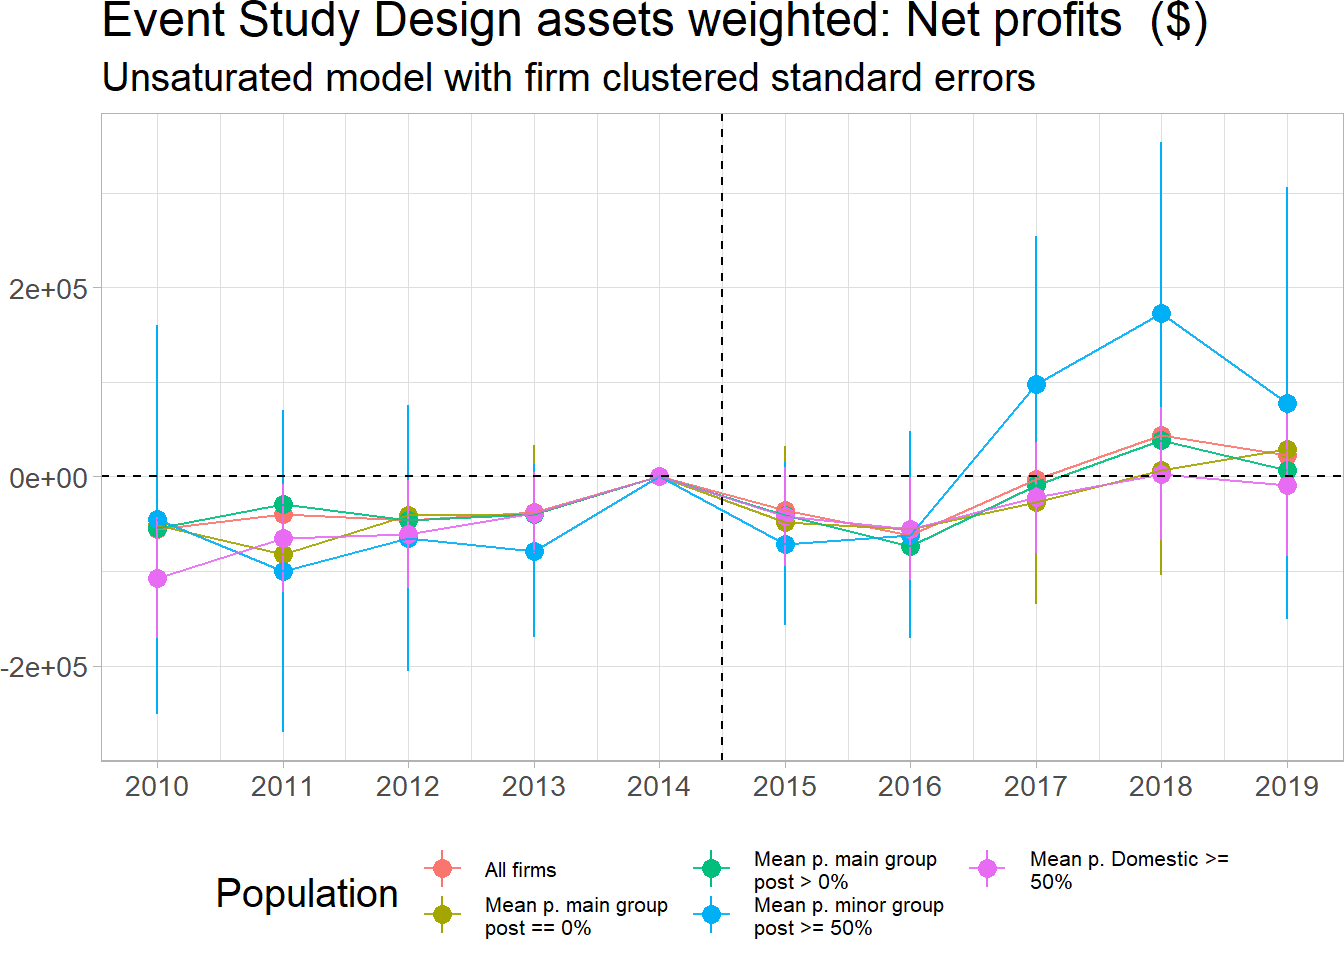 Event Study Design assets weighted: Net profits  ($)
Unsaturated model with firm clustered standard errors
2e+05
0e+00
-2e+05
2010 2011 2012 2013 2014 2015 2016 2017 2018 2019
Population
All firms
Mean p. main group
post == 0%
Mean p. main group
post > 0%
Mean p. minor group
post >= 50%
Mean p. Domestic >=
50%